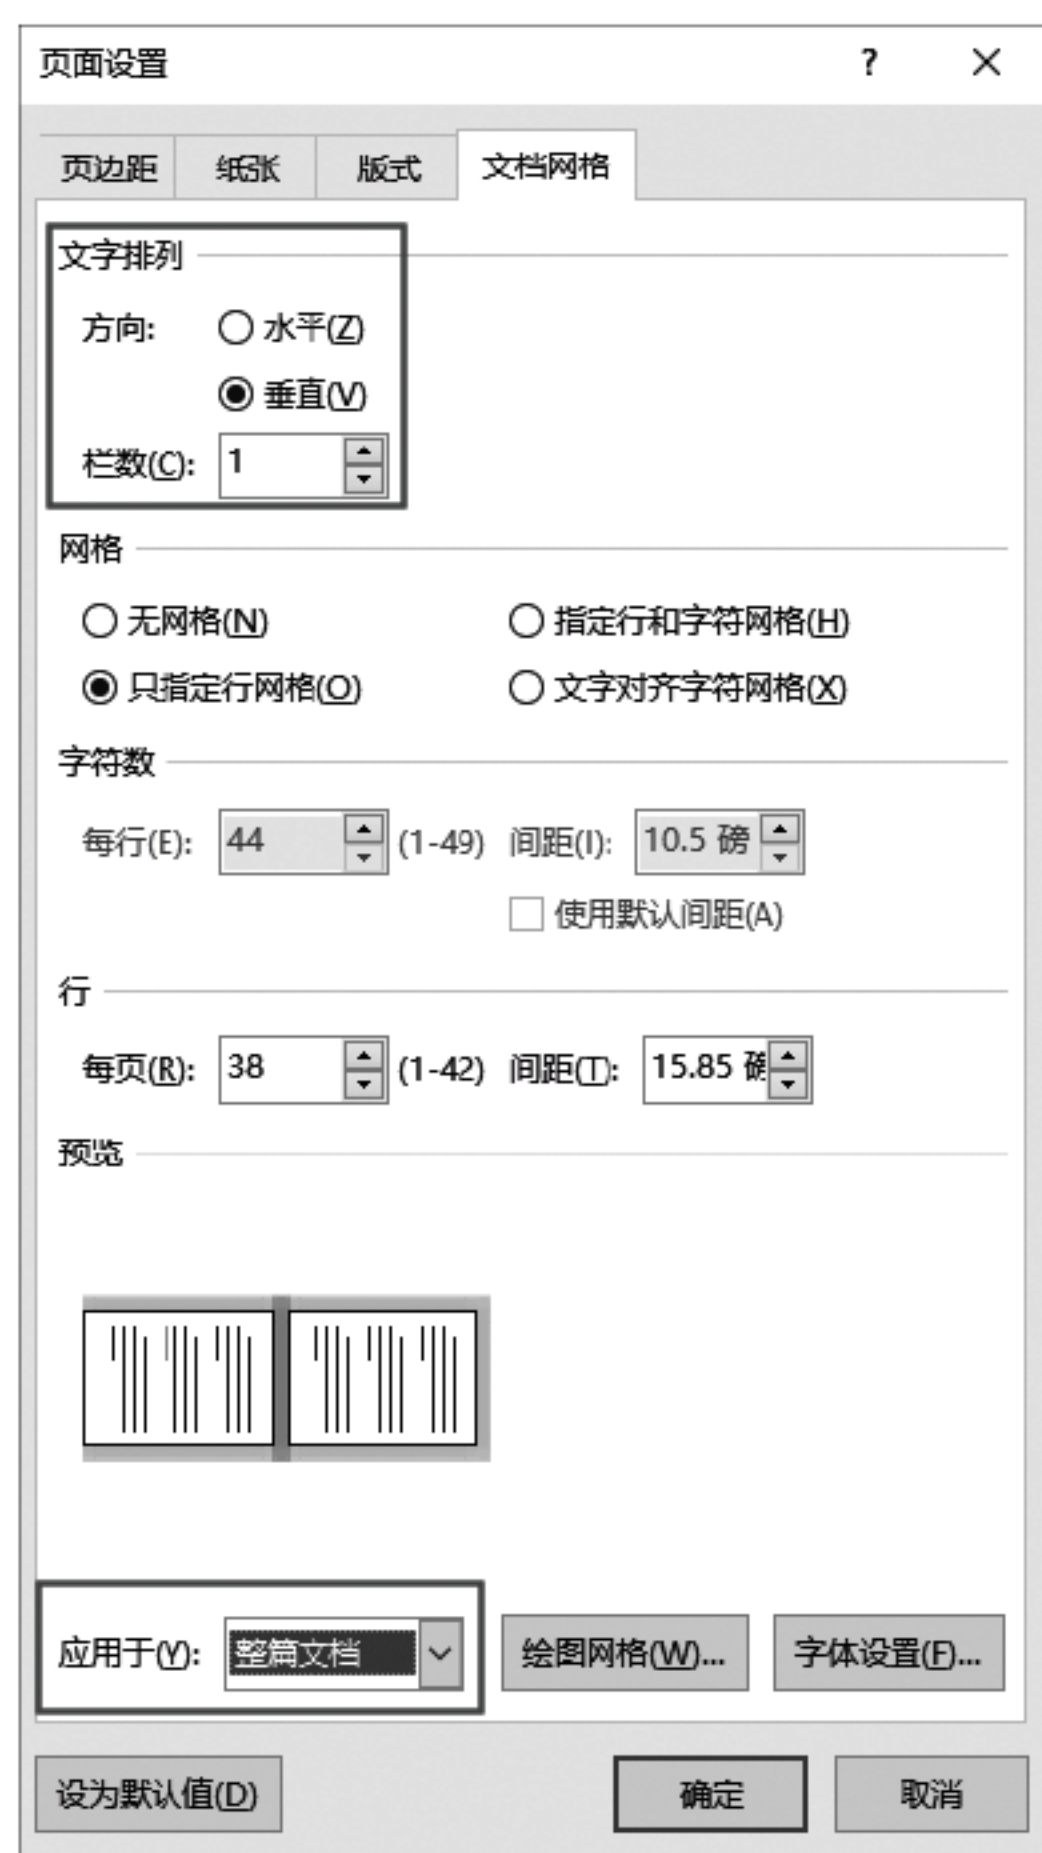 页面设置 ? ×
页边距 纸张 版式 文档网格
文字排列
方向: 水平(Z)
垂直(V)
栏数(C): 1
网格
无网格(N) 指定行和字符网格(H)
只指定行网格(O) 文字对齐字符网格(X)
字符数
每行(E): 44 (1-49) 间距(I): 10.5 磅
使用默认间距(A)
行
每页(R): 38 (1-42) 间距(T): 15.85 磅
预览
应用于(Y): 整篇文档 绘图网格(W)... 字体设置(F)...
设为默认值(D) 确定 取消